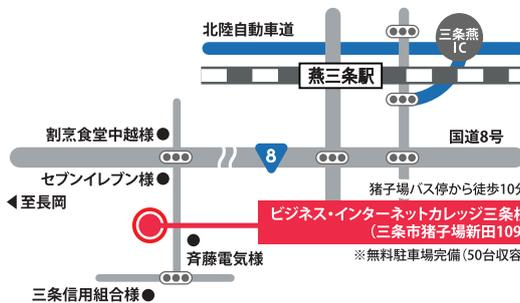 北陸自動車道
三条燕
IC
燕三条駅
割烹食堂中越様●
国道8号
8
セブンイレブン様●
猪子場バス停から徒歩10分
◀至長岡
ビジネス・インターネットカレッジ三条校
(三条市猪子場新田109
斉藤電気様
※無料駐車場完備(50台収容
三条信用組合様●